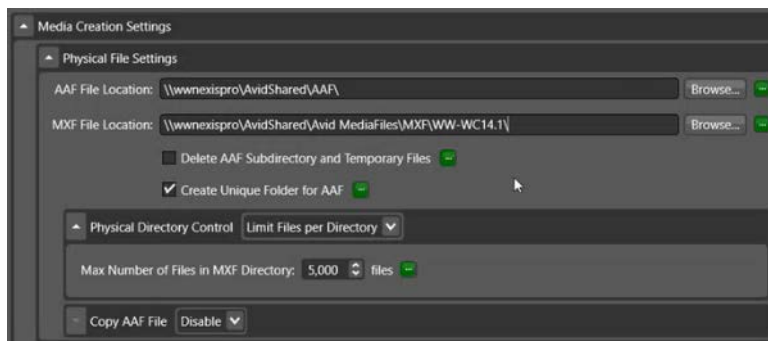 Media Creation Settings
Physical File Settings
AAF File Location: \\wwnexispro\AvidShared\AAF\ Browse...
MXF File Location: \\wwnexispro\AvidShared\Avid MediaFiles\MXF\WW-WC14.1\ Browse...
Delete AAF Subdirectory and Temporary Files
Create Unique Folder for AAF
Physical Directory Control Limit Files per Directory
Max Number of Files in MXF Directory: 5,000 files
Copy AAF File Disable